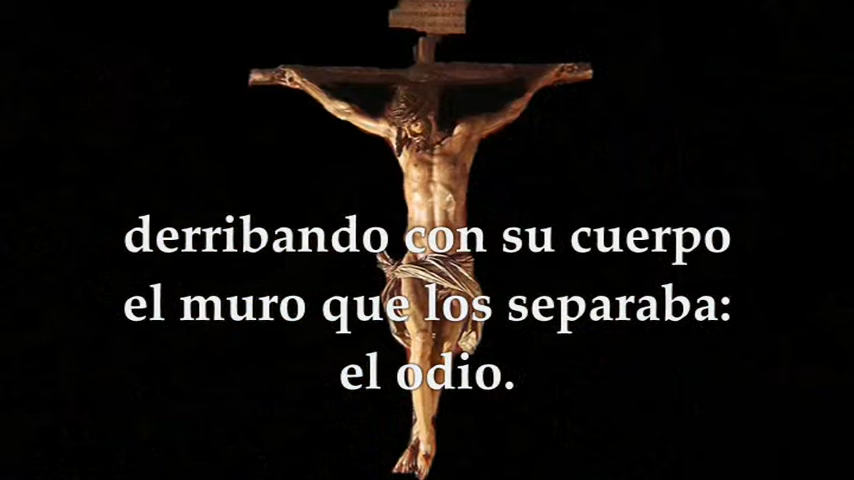 derribando con su cuerpo
el muro que los separaba:
el odio.